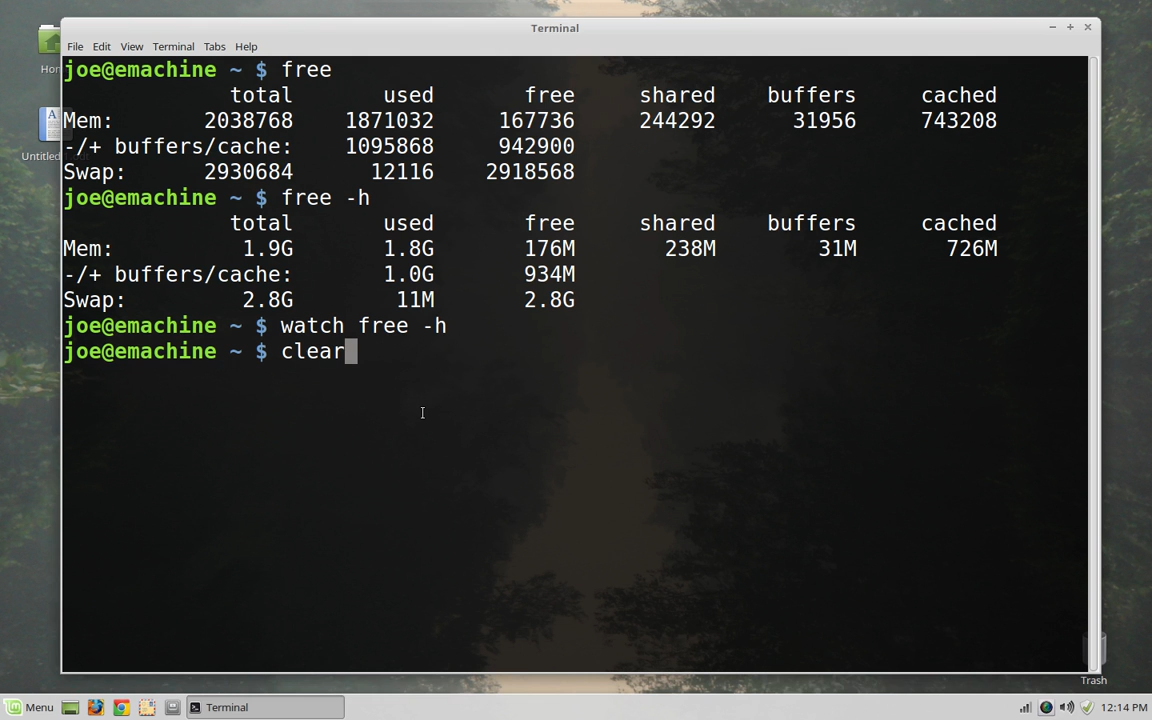 Terminal
File Edit View Terminal Tabs Help
joe@emachine ~ $ free
total used free shared buffers cached
Mem: 2038768 1871032 167736 244292 31956 743208
-/+ buffers/cache: 1095868 942900
Swap: 2930684 12116 2918568
joe@emachine ~ $ free -h
total used free shared buffers cached
Mem: 1.9G 1.8G 176M 238M 31M 726M
-/+ buffers/cache: 1.0G 934M
Swap: 2.8G 11M 2.8G
joe@emachine ~ $ watch free -h
joe@emachine ~ $ clear
Trash
Menu Terminal 12:14 PM